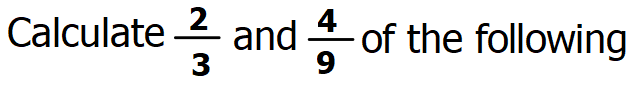 Calculate 2/3 and 4/9 of the following